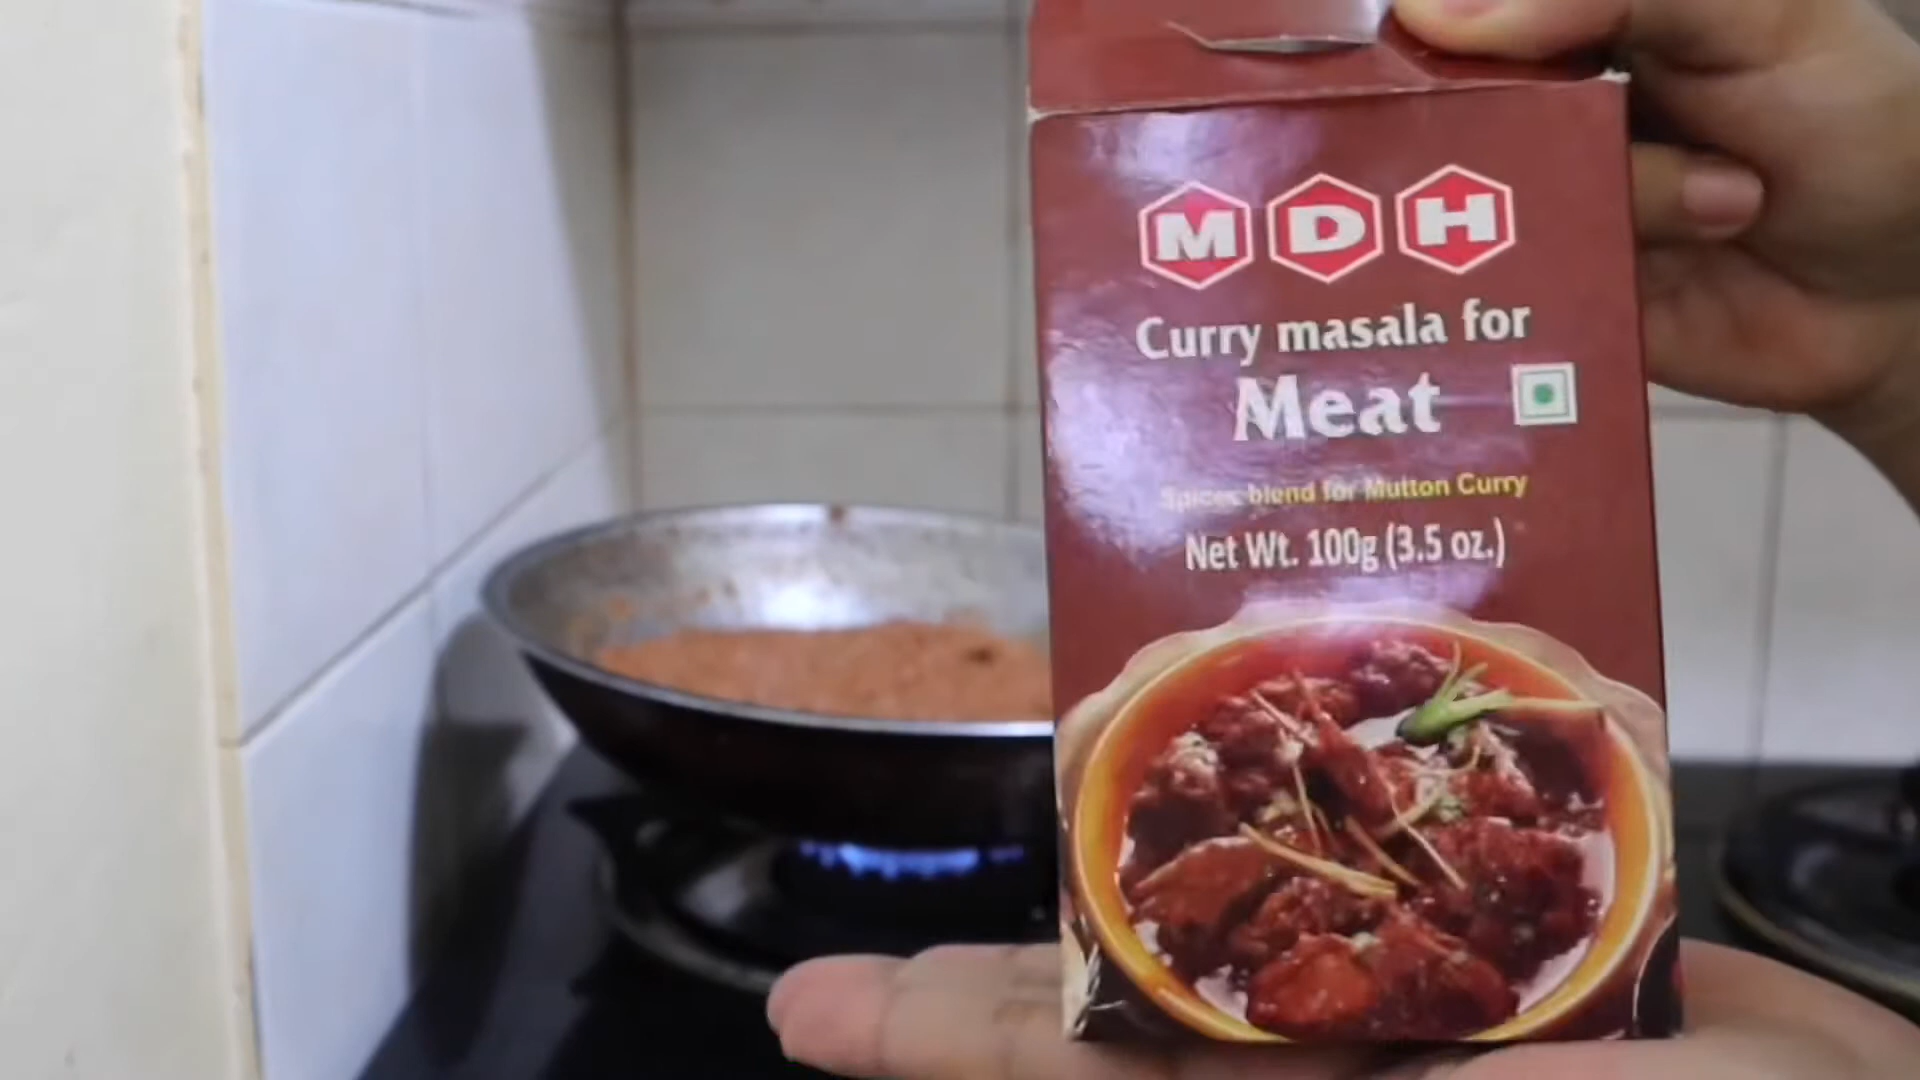 MDH
Curry masala for
Meat
Spices blend for Mutton Curry
Net Wt. 100g (3.5 oz.)